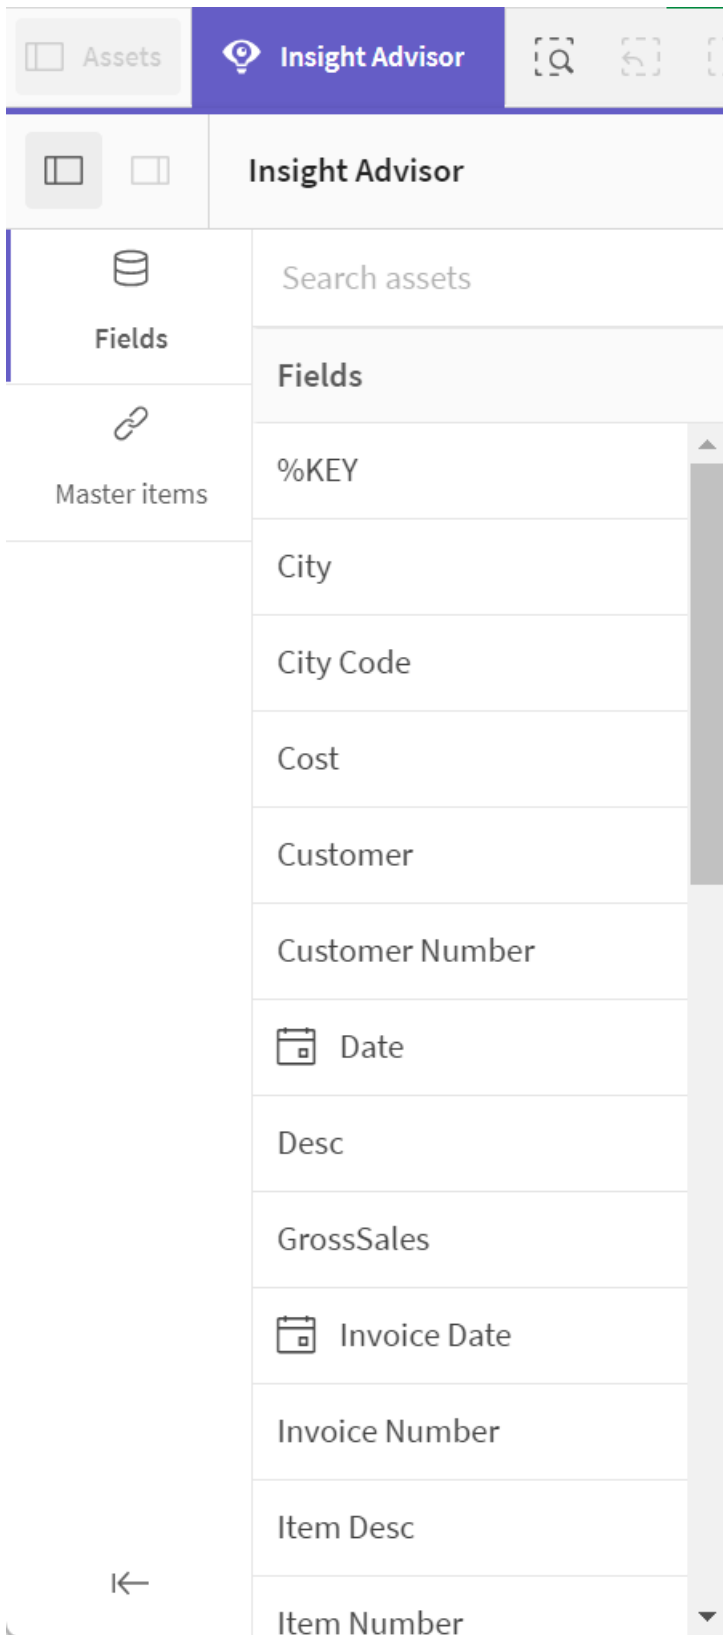 Assets
Insight Advisor
Insight Advisor
Fields
Master items
Search assets
Fields
%KEY
City
City Code
Cost
Customer
Customer Number
Date
Desc
GrossSales
Invoice Date
Invoice Number
Item Desc
Item Number